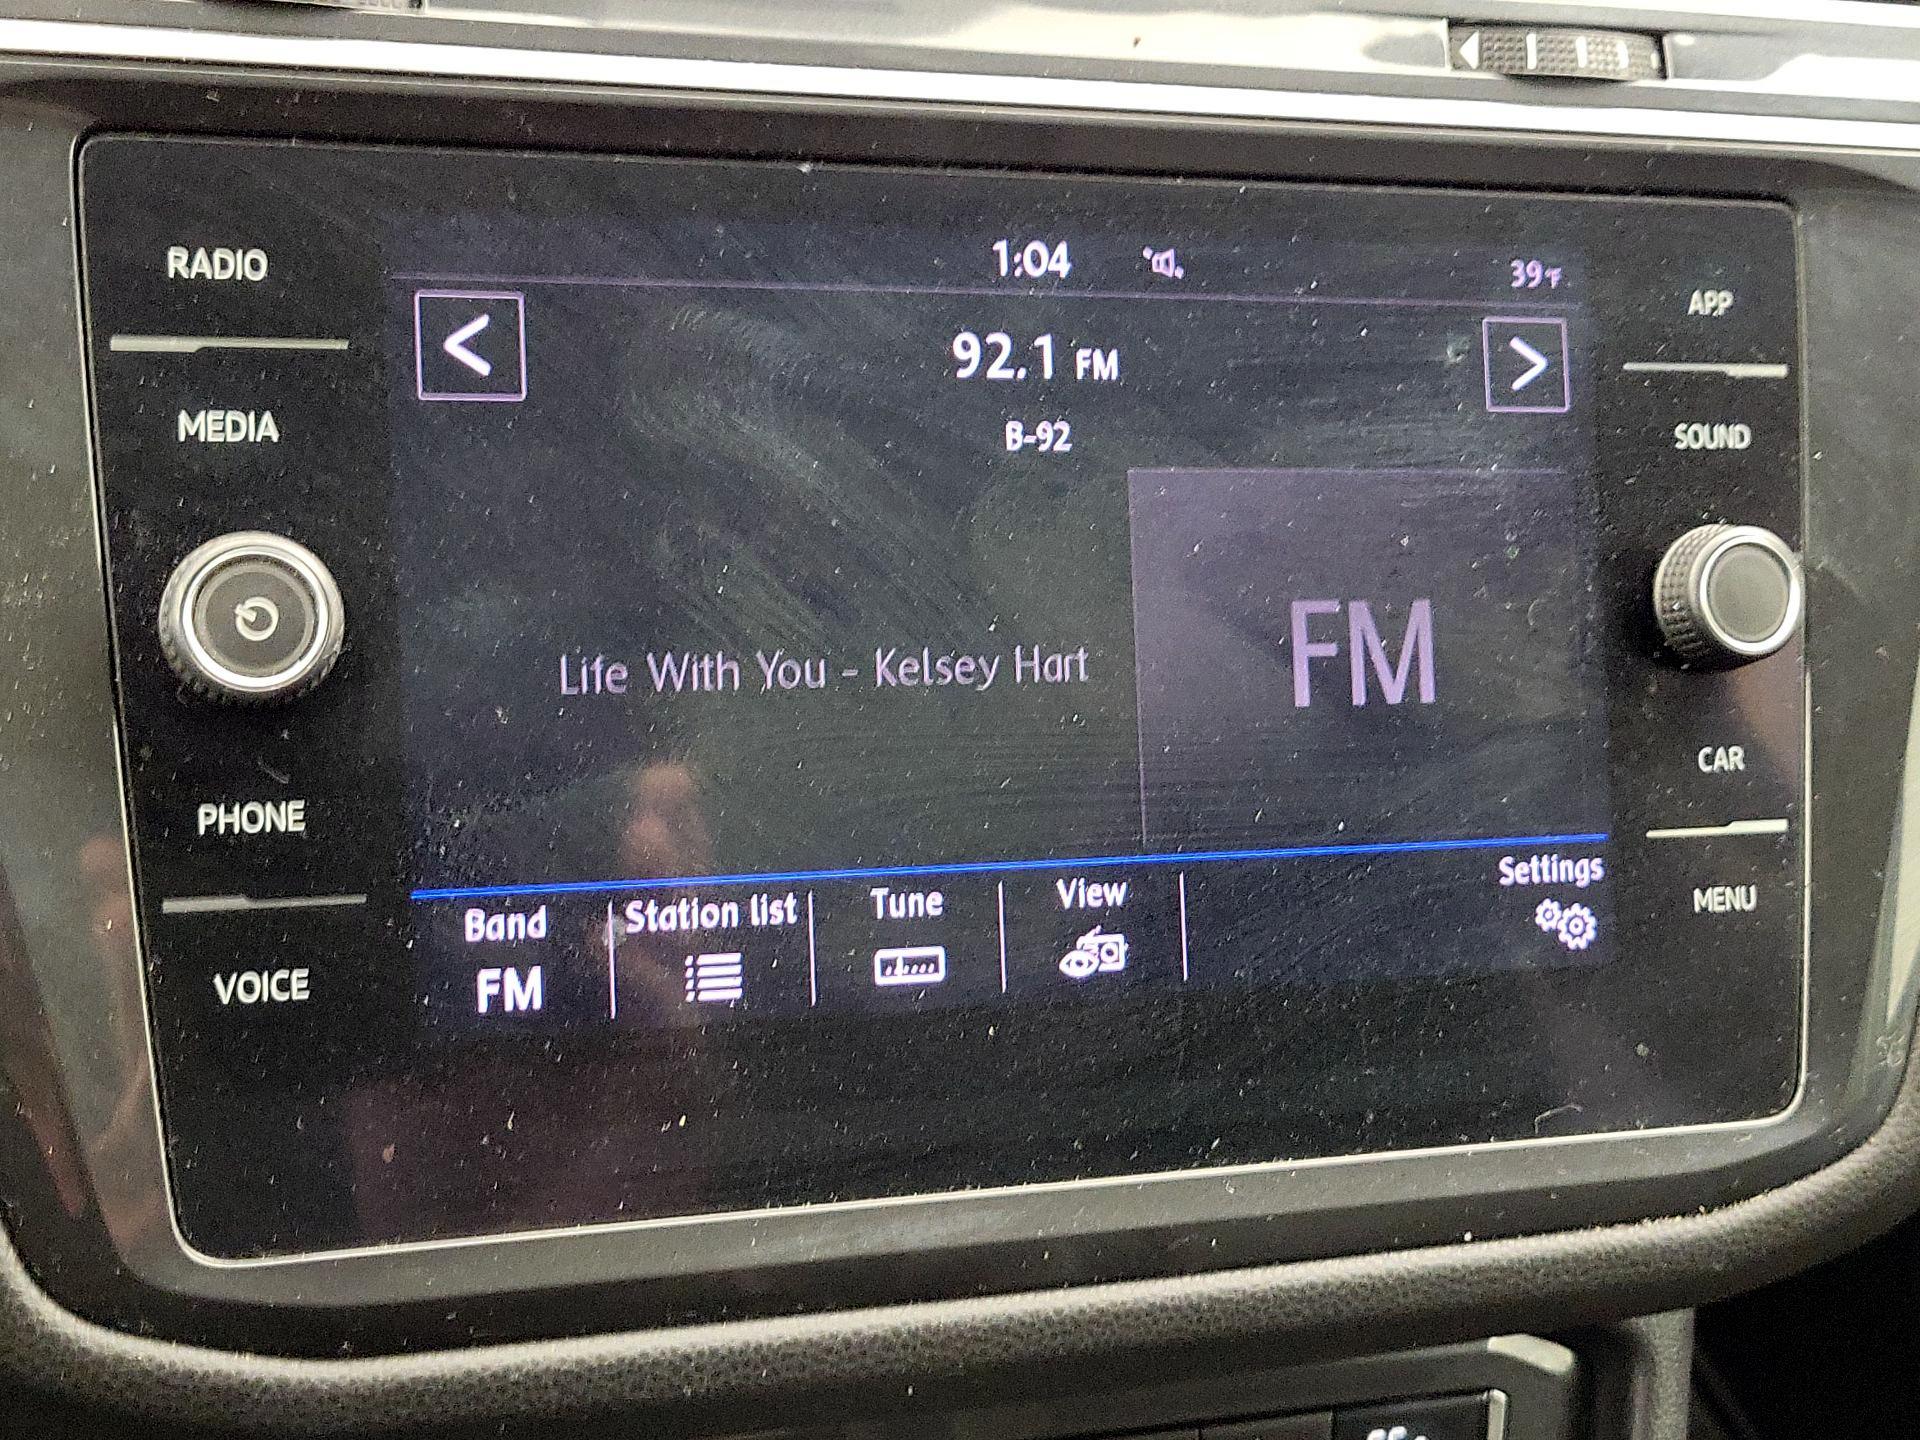 RADIO
MEDIA
PHONE
VOICE
1:04
39°F
<
92.1 FM
>
B-92
Life With You - Kelsey Hart
FM
Band
FM
Station list
Tune
View
Settings
APP
SOUND
CAR
MENU